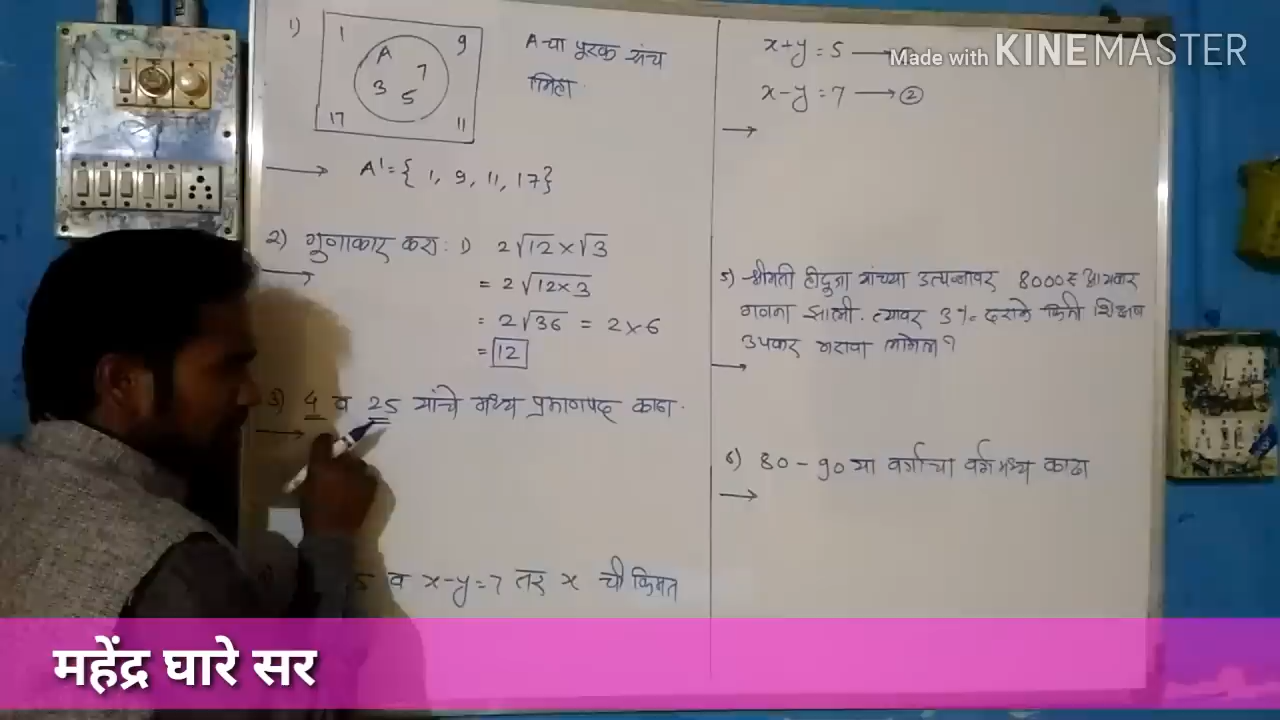 1)
1
9
A
7
3
5
17
11
A-चा पूरक संच
लिहा.
A' = { 1, 9, 11, 17}
2) गुणाकार करा : 1) 2√12 × √3
= 2√12×3
= 2√36 = 2×6
= 12
3) 4 व 25 यांचे मध्य प्रमाणपद काढा.
5 व x-y=7 तर x ची किंमत
x+y = 5
x-y = 7 → ②
5) श्रीमती हीदुजा यांच्या उत्पन्नावर 8000₹ आयकर
गणना झाली. त्यावर 3% दराने किती शिक्षण
उपकर भरावा लागेल?
6) 80 - 90 या वर्गाचा वर्गमध्य काढा
Made with KINEMASTER
महेंद्र घारे सर